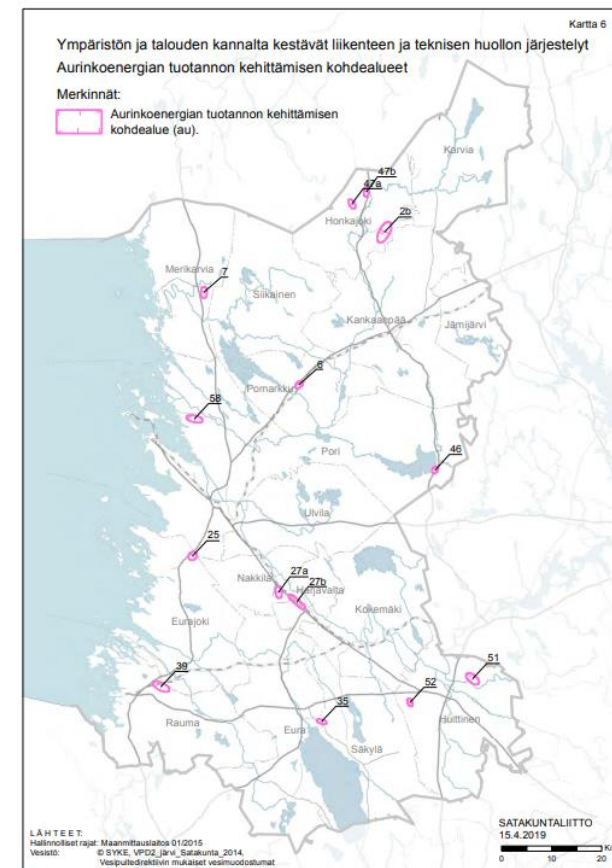 Kartta 6
Ympäristön ja talouden kannalta kestävät liikenteen ja teknisen huollon järjestelyt
Aurinkoenergian tuotannon kehittämisen kohdealueet
Merkinnät:
Aurinkoenergian tuotannon kehittämisen
kohdealue (au).
Karvia
47b
47a
Honkajoki
2b
Merikarvia
7
Siikainen
Kankaanpää
Jämijärvi
6
Pomarkku
58
Pori
46
Ulvila
25
27a
Nakkila
27b
Harjavalta
Kokemäki
Eurajoki
39
51
52
Rauma
35
Eura
Huittinen
Säkylä
LÄHTEET:
Hallinnolliset rajat: Maanmittauslaitos 01/2015
Vesistö: © SYKE, VPD2_järvi_Satakunta_2014,
Vesipuitedirektiivin mukaiset vesimuodostumat
SATAKUNTALIITTO
15.4.2019
0 10 20